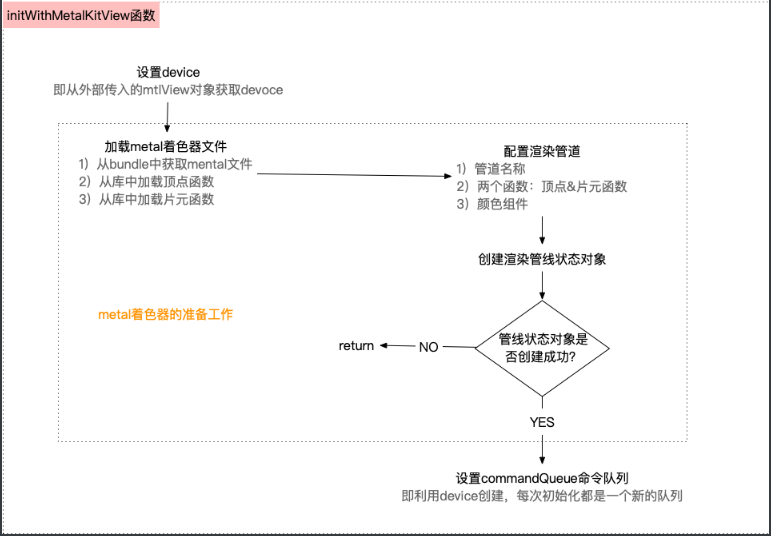 initWithMetalKitView函数
设置device
即从外部传入的mtlView对象获取devoce
加载metal着色器文件
1）从bundle中获取mental文件
2）从库中加载顶点函数
3）从库中加载片元函数
配置渲染管道
1）管道名称
2）两个函数：顶点&片元函数
3）颜色组件
创建渲染管线状态对象
metal着色器的准备工作
管线状态对象是
否创建成功?
NO
return
YES
设置commandQueue命令队列
即利用device创建，每次初始化都是一个新的队列